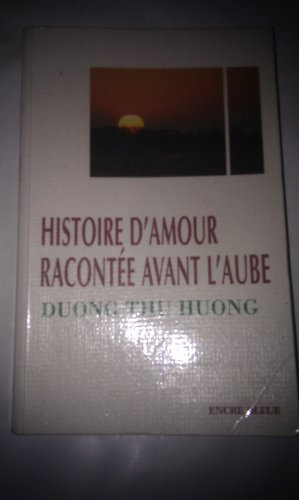 HISTOIRE D'AMOUR
RACONTÉE AVANT L'AUBE
DUONG THU HUONG
ENCRE BLEUE